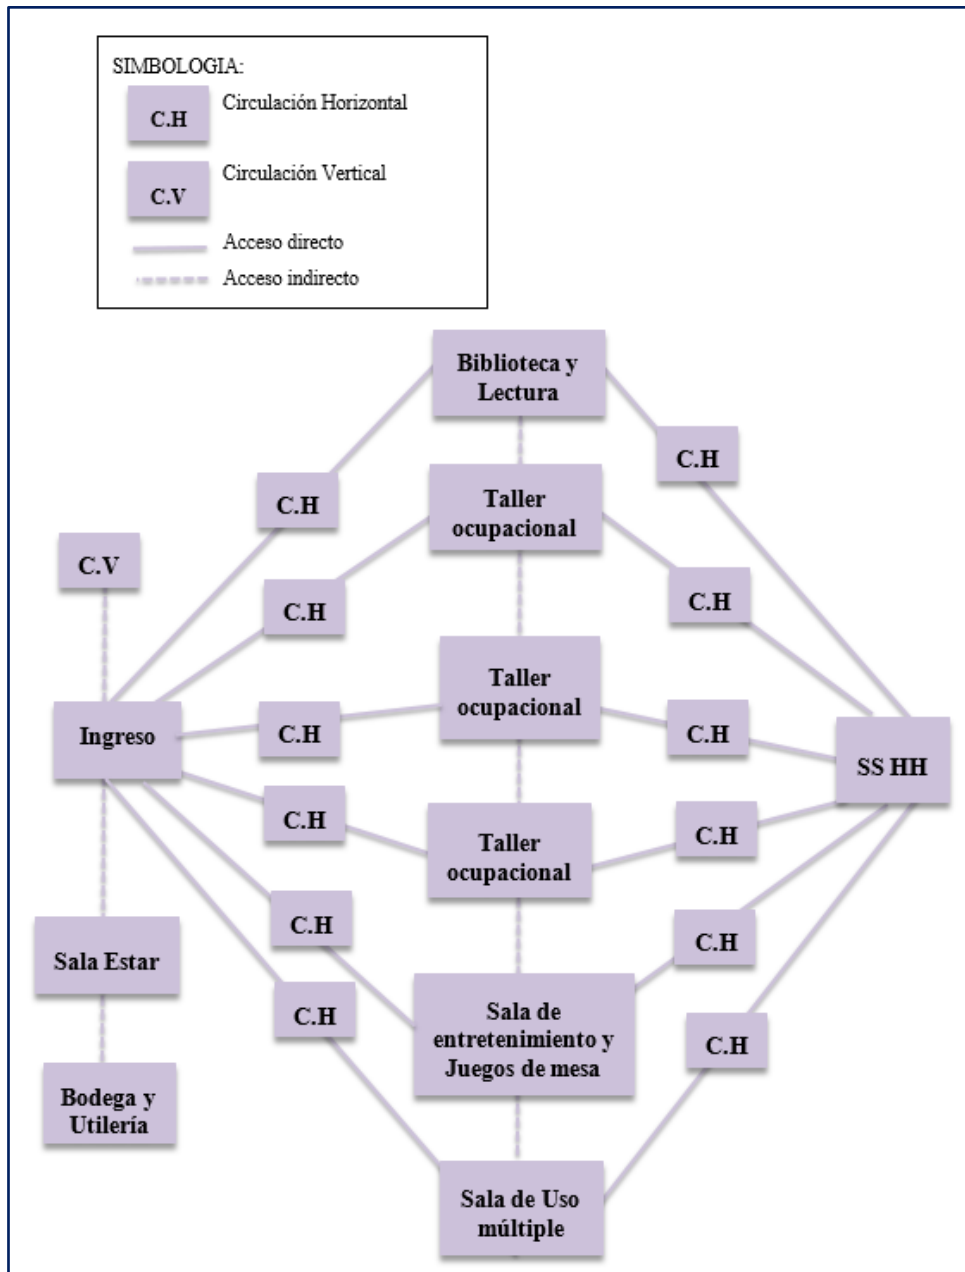 SIMBOLOGIA:
C.H
Circulación Horizontal
C.V
Circulación Vertical
Acceso directo
Acceso indirecto
Biblioteca y
Lectura
C.H
C.H
Taller
ocupacional
C.V
C.H
C.H
Taller
ocupacional
Ingreso
C.H
C.H
SS HH
C.H
Taller
ocupacional
C.H
C.H
C.H
Sala Estar
C.H
Sala de
entretenimiento y
Juegos de mesa
C.H
Bodega y
Utilería
Sala de Uso
múltiple